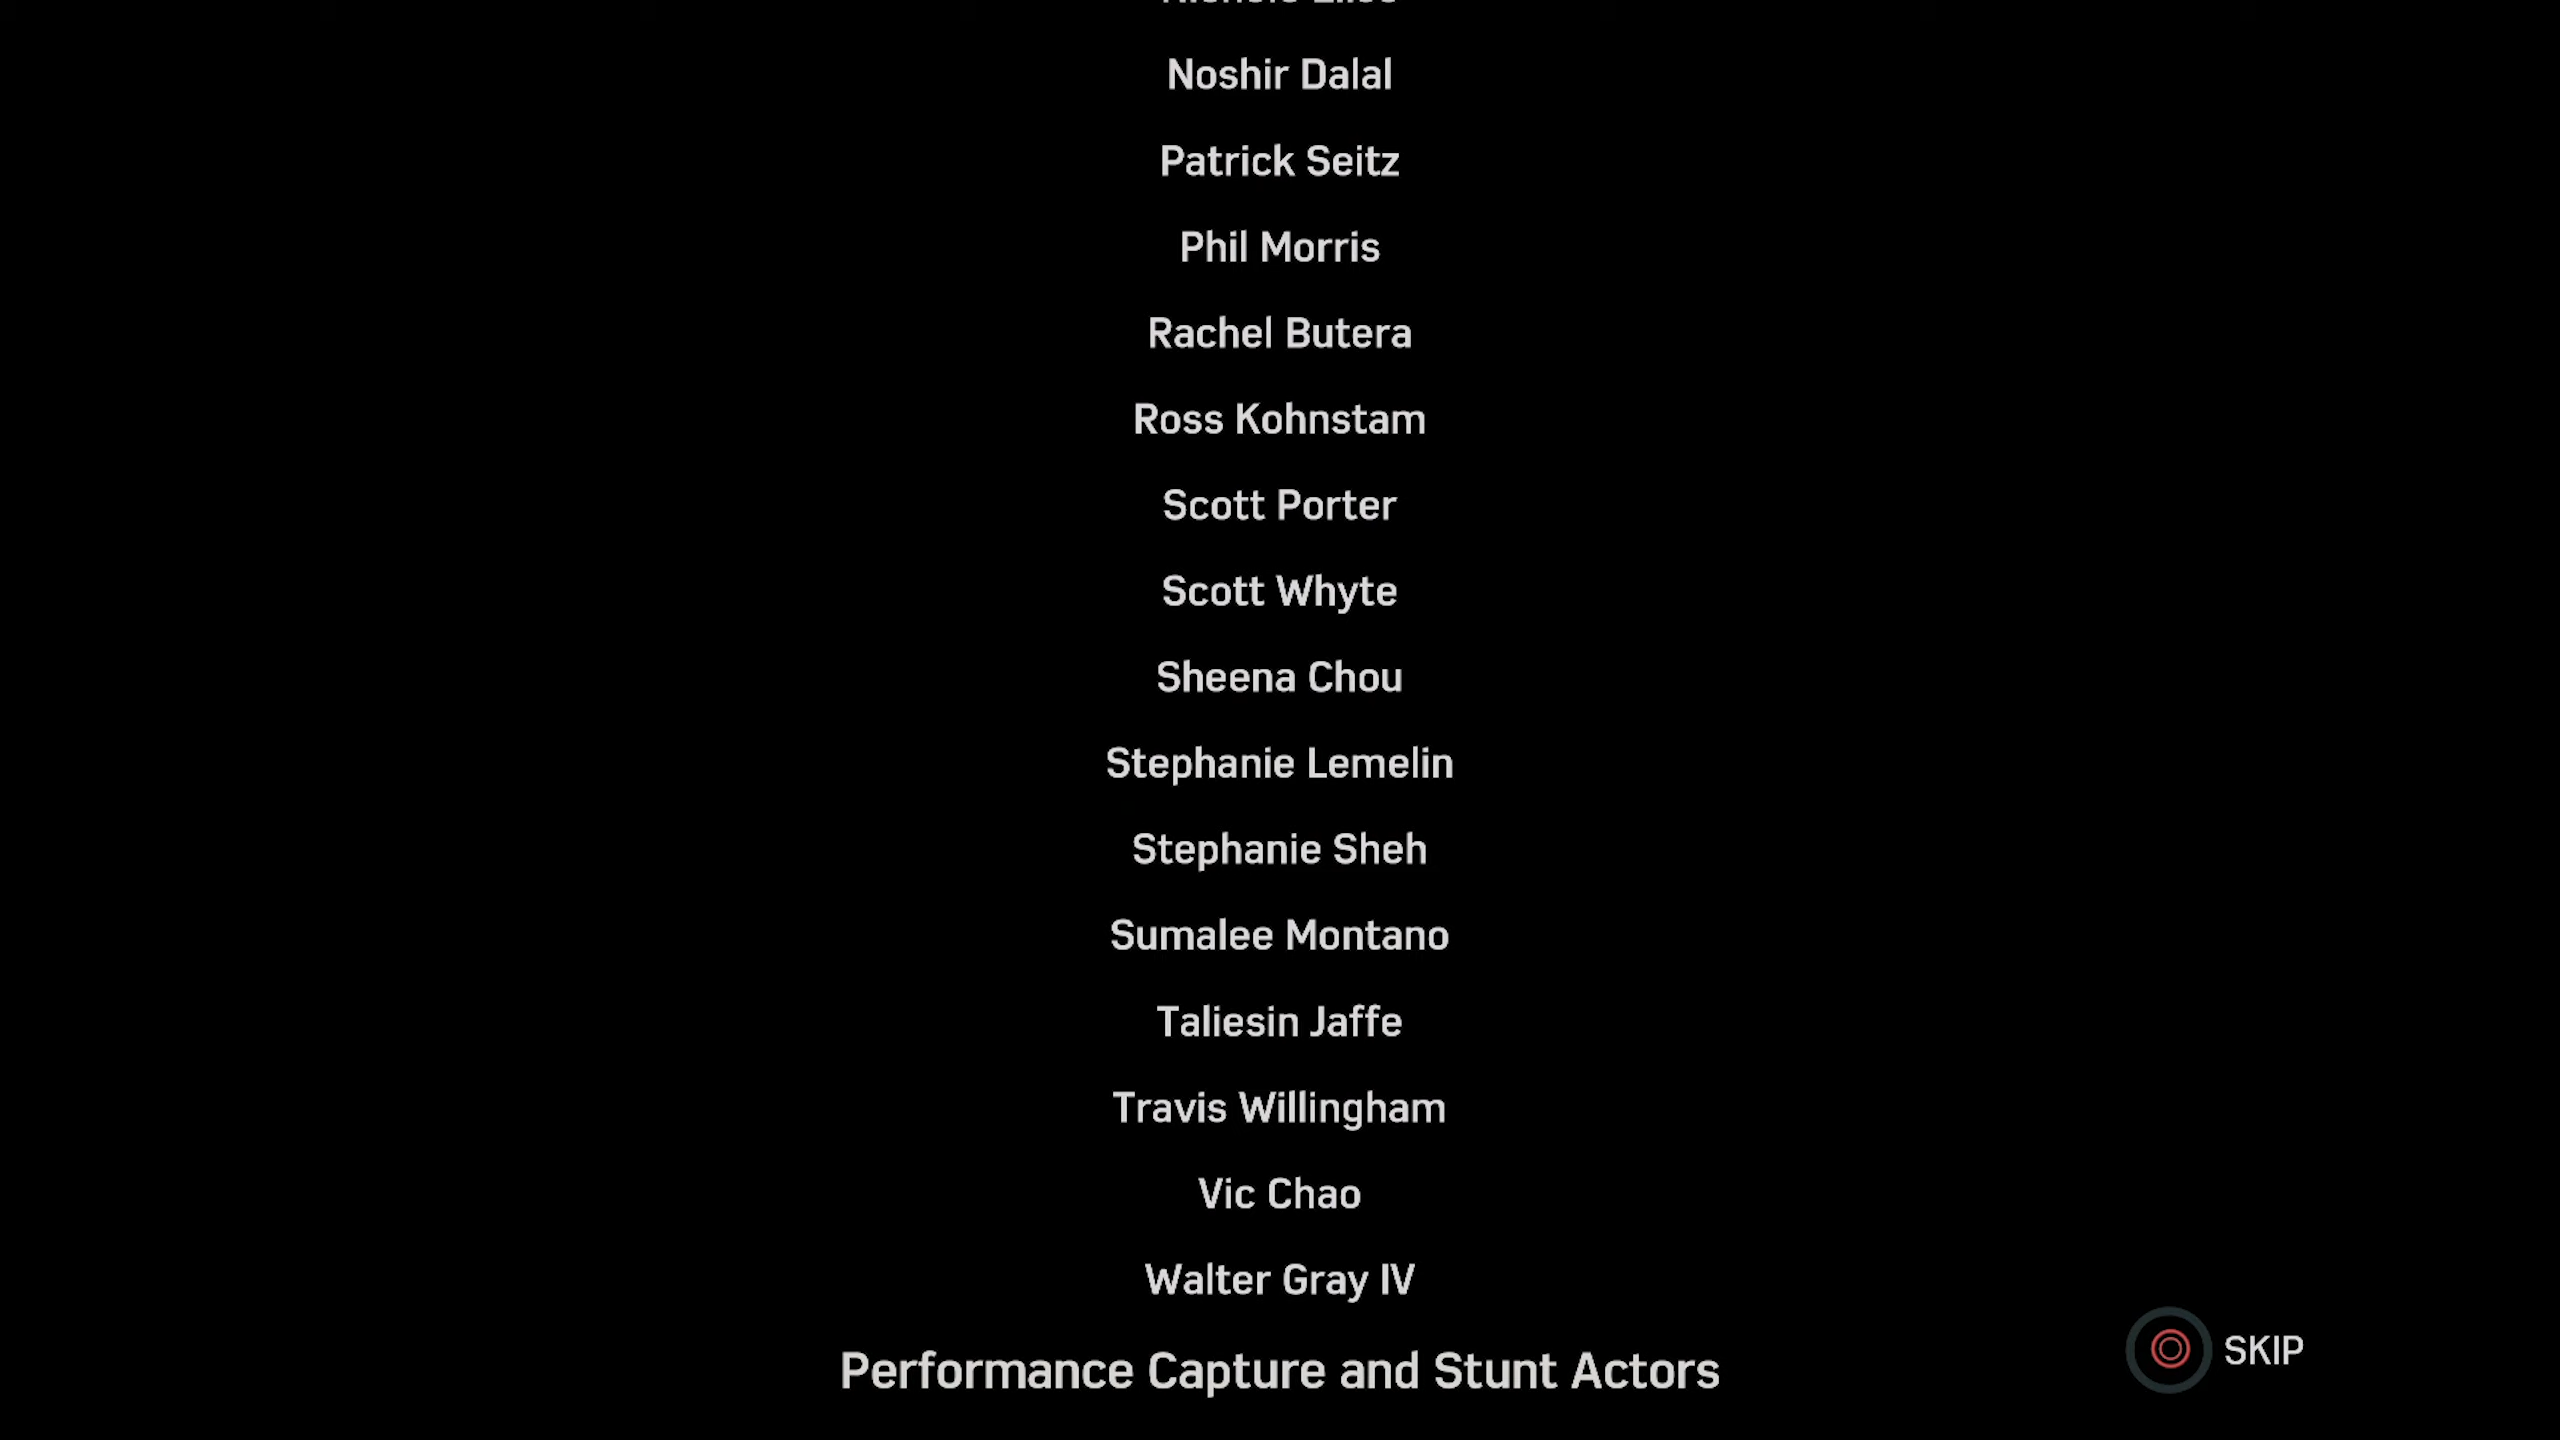 Noshir Dalal
Patrick Seitz
Phil Morris
Rachel Butera
Ross Kohnstam
Scott Porter
Scott Whyte
Sheena Chou
Stephanie Lemelin
Stephanie Sheh
Sumalee Montano
Taliesin Jaffe
Travis Willingham
Vic Chao
Walter Gray IV
Performance Capture and Stunt Actors
SKIP